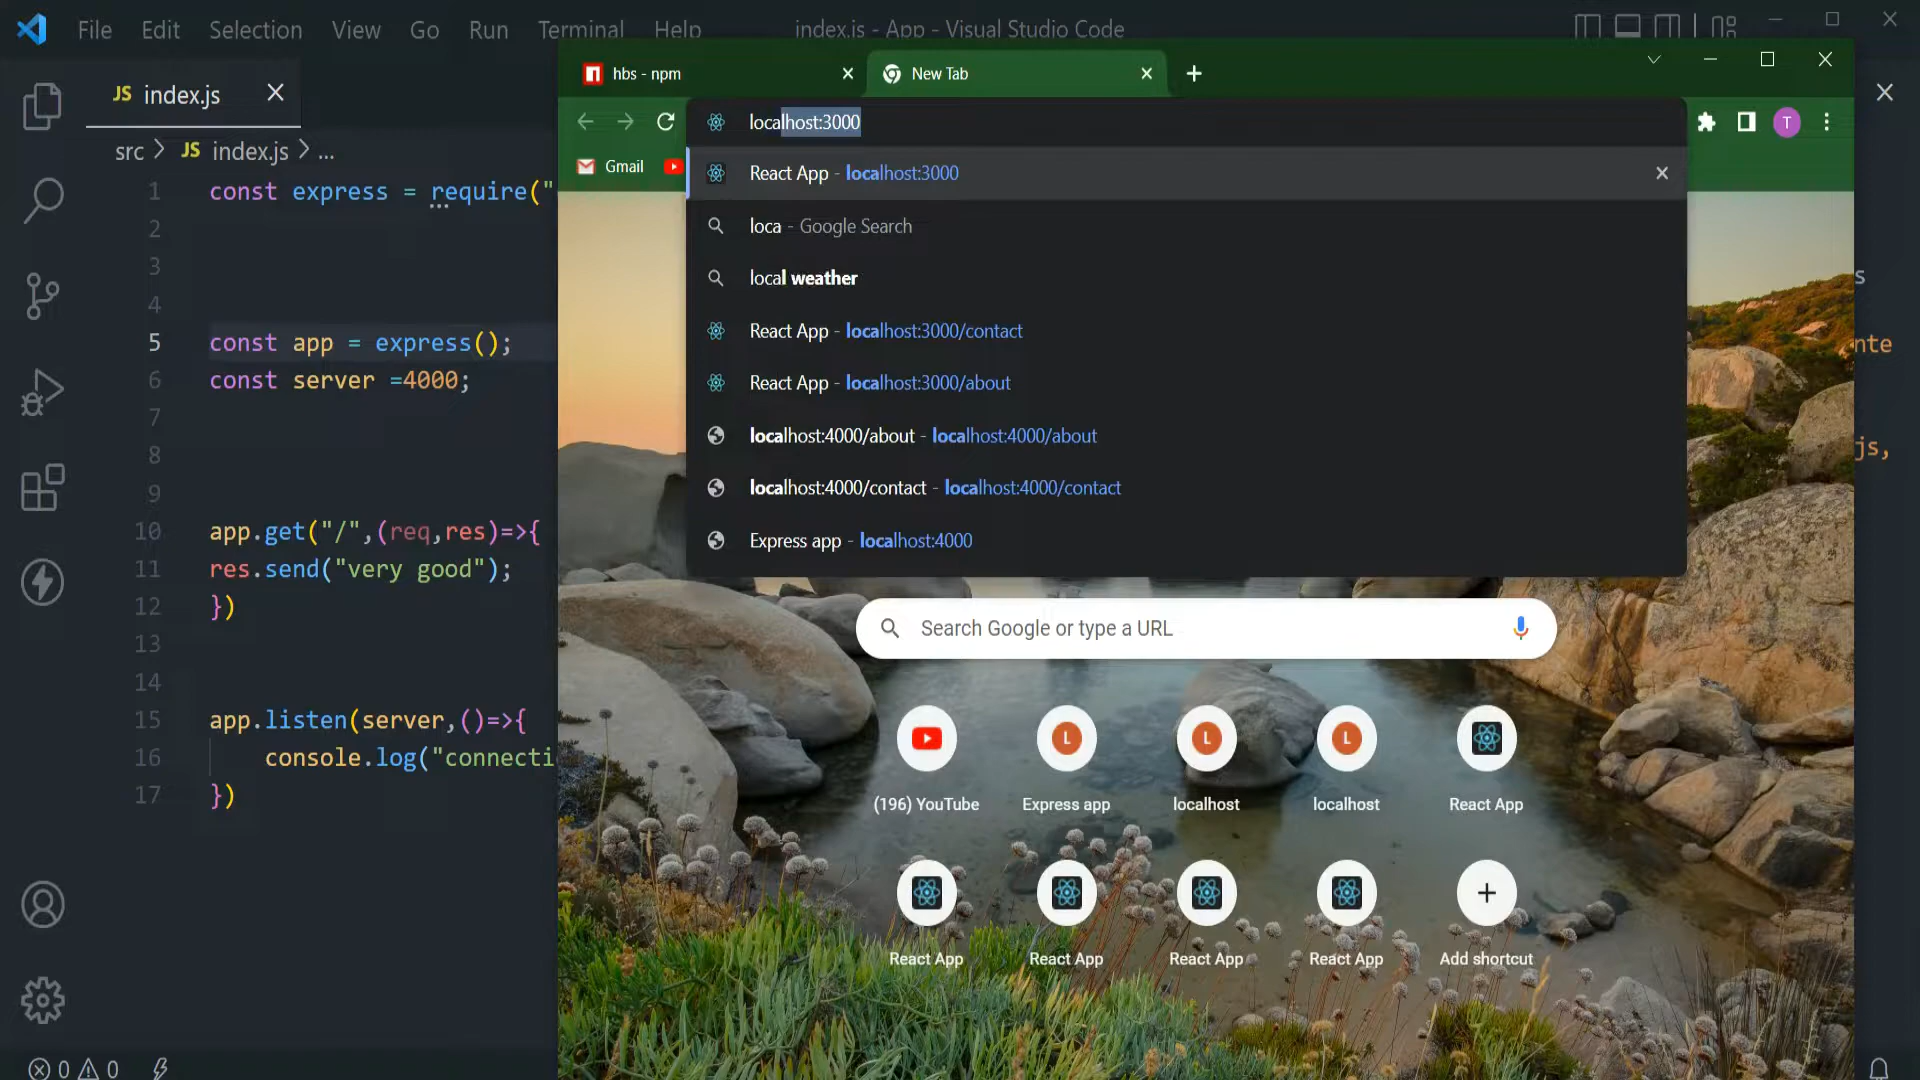 File Edit Selection View Go Run Terminal Help index.js - App - Visual Studio Code
JS index.js
src > JS index.js > ...
1 const express = require("
2
3
4
5 const app = express();
6 const server =4000;
7
8
9
10 app.get("/",(req,res)=>{
11 res.send("very good");
12 })
13
14
15 app.listen(server,()=>{
16 console.log("connecti
17 })
0 0
hbs - npm
New Tab
localhost:3000
T
Gmail
React App - localhost:3000
loca - Google Search
local weather
React App - localhost:3000/contact
React App - localhost:3000/about
localhost:4000/about - localhost:4000/about
localhost:4000/contact - localhost:4000/contact
Express app - localhost:4000
Search Google or type a URL
L L L
(196) YouTube Express app localhost localhost React App
React App React App React App React App Add shortcut
s
nte
js,